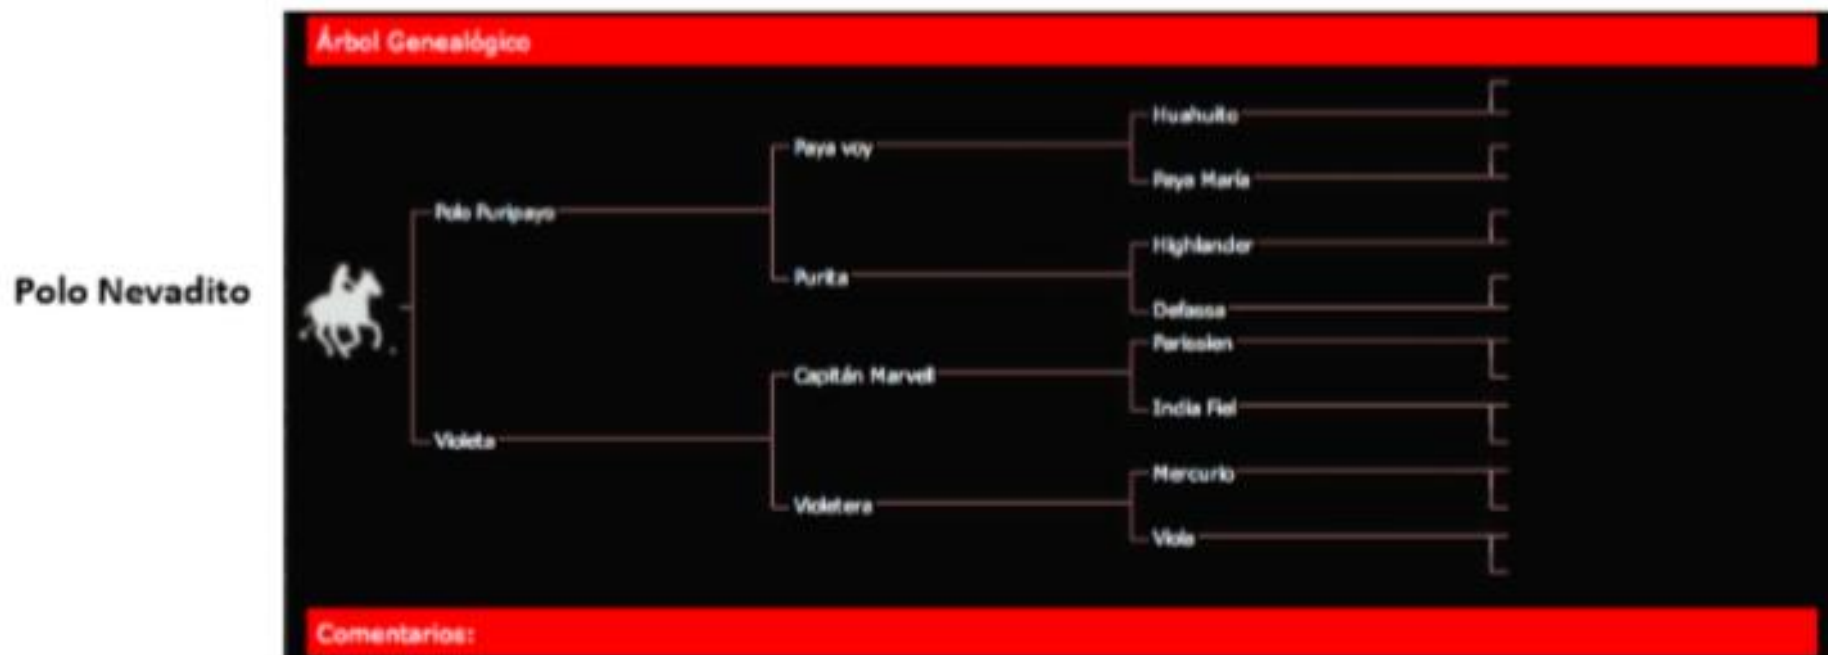 Árbol Genealógico
Huahuito
Paya voy
Paya María
Polo Puripayo
Highlander
Purita
Polo Nevadito
Defassa
Parissien
Capitán Marvell
India Fiel
Violeta
Mercurio
Violetera
Viola
Comentarios: